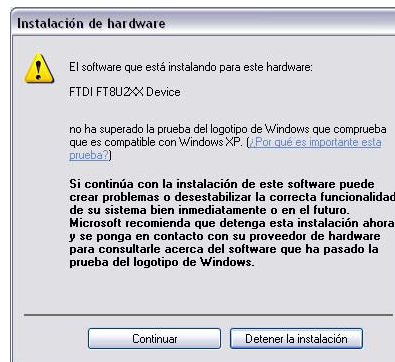 Instalación de hardware
El software que está instalando para este hardware:
FTDI FT8U2XX Device
no ha superado la prueba del logotipo de Windows que comprueba
que es compatible con Windows XP. (¿Por qué es importante esta
prueba?)
Si continúa con la instalación de este software puede
crear problemas o desestabilizar la correcta funcionalidad
de su sistema bien inmediatamente o en el futuro.
Microsoft recomienda que detenga esta instalación ahora
y se ponga en contacto con su proveedor de hardware
para consultarle acerca del software que ha pasado la
prueba del logotipo de Windows.
Continuar
Detener la instalación